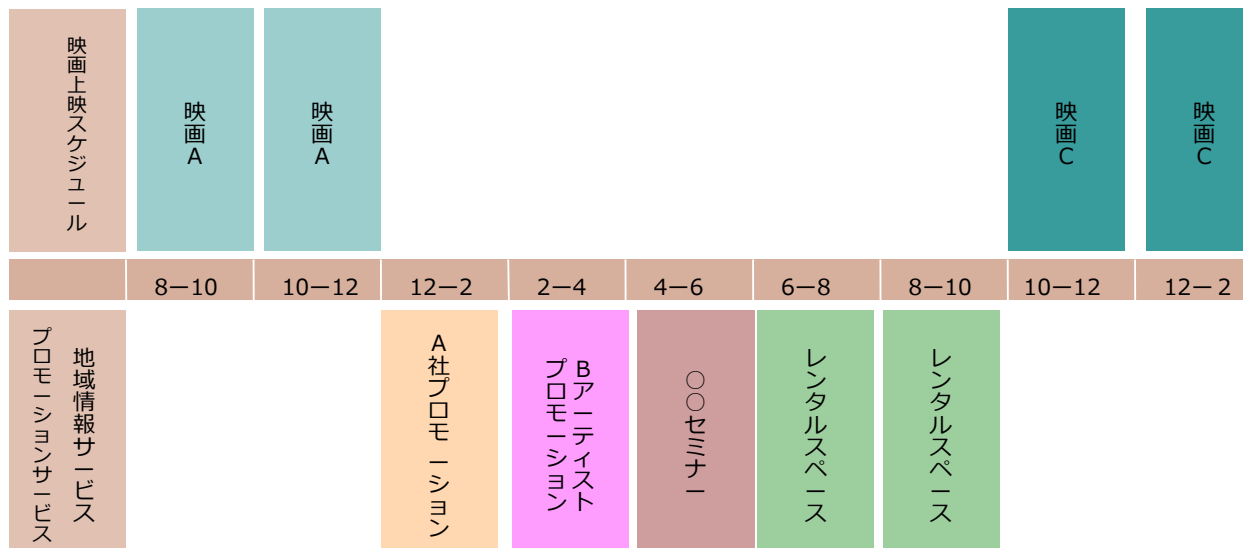 映画上映スケジュール
映画A
映画A
映画C
映画C
8－10
10－12
12－2
2－4
4－6
6－8
8－10
10－12
12－2
地域情報サービス
プロモーションサービス
A社プロモーション
Bアーティスト
プロモーション
○○セミナー
レンタルスペース
レンタルスペース